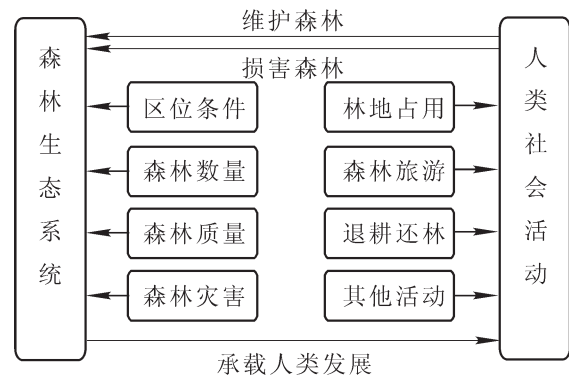 维护森林
损害森林
森林生态系统
区位条件
森林数量
森林质量
森林灾害
林地占用
森林旅游
退耕还林
其他活动
人类社会活动
承载人类发展